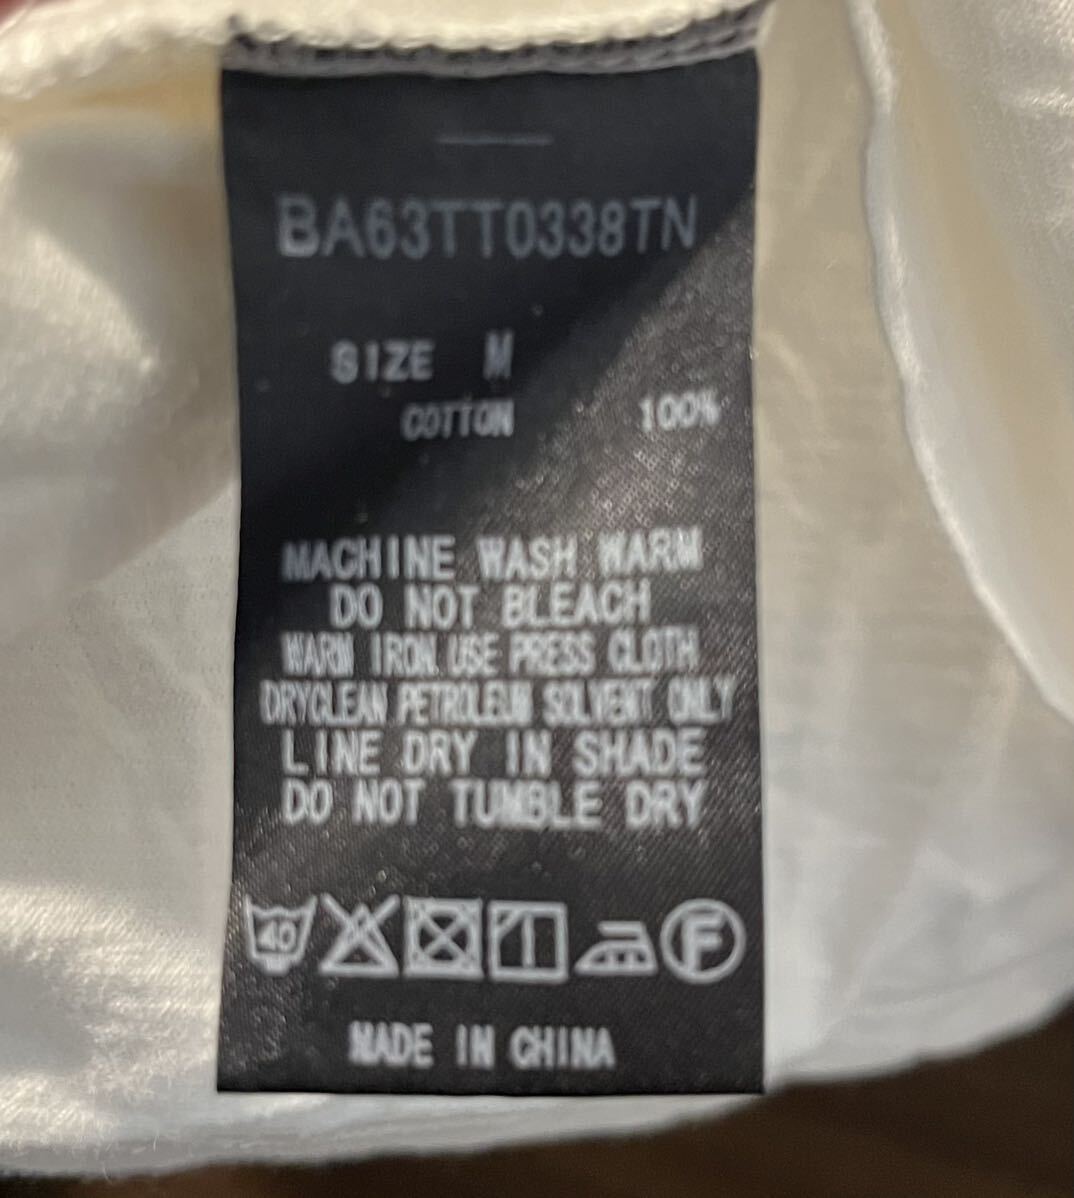 BA63TT0338TN
SIZE M
COTTON 100%
MACHINE WASH WARM
DO NOT BLEACH
WARM IRON.USE PRESS CLOTH
DRYCLEAN PETROLEUM SOLVENT ONLY
LINE DRY IN SHADE
DO NOT TUMBLE DRY
40 F
MADE IN CHINA